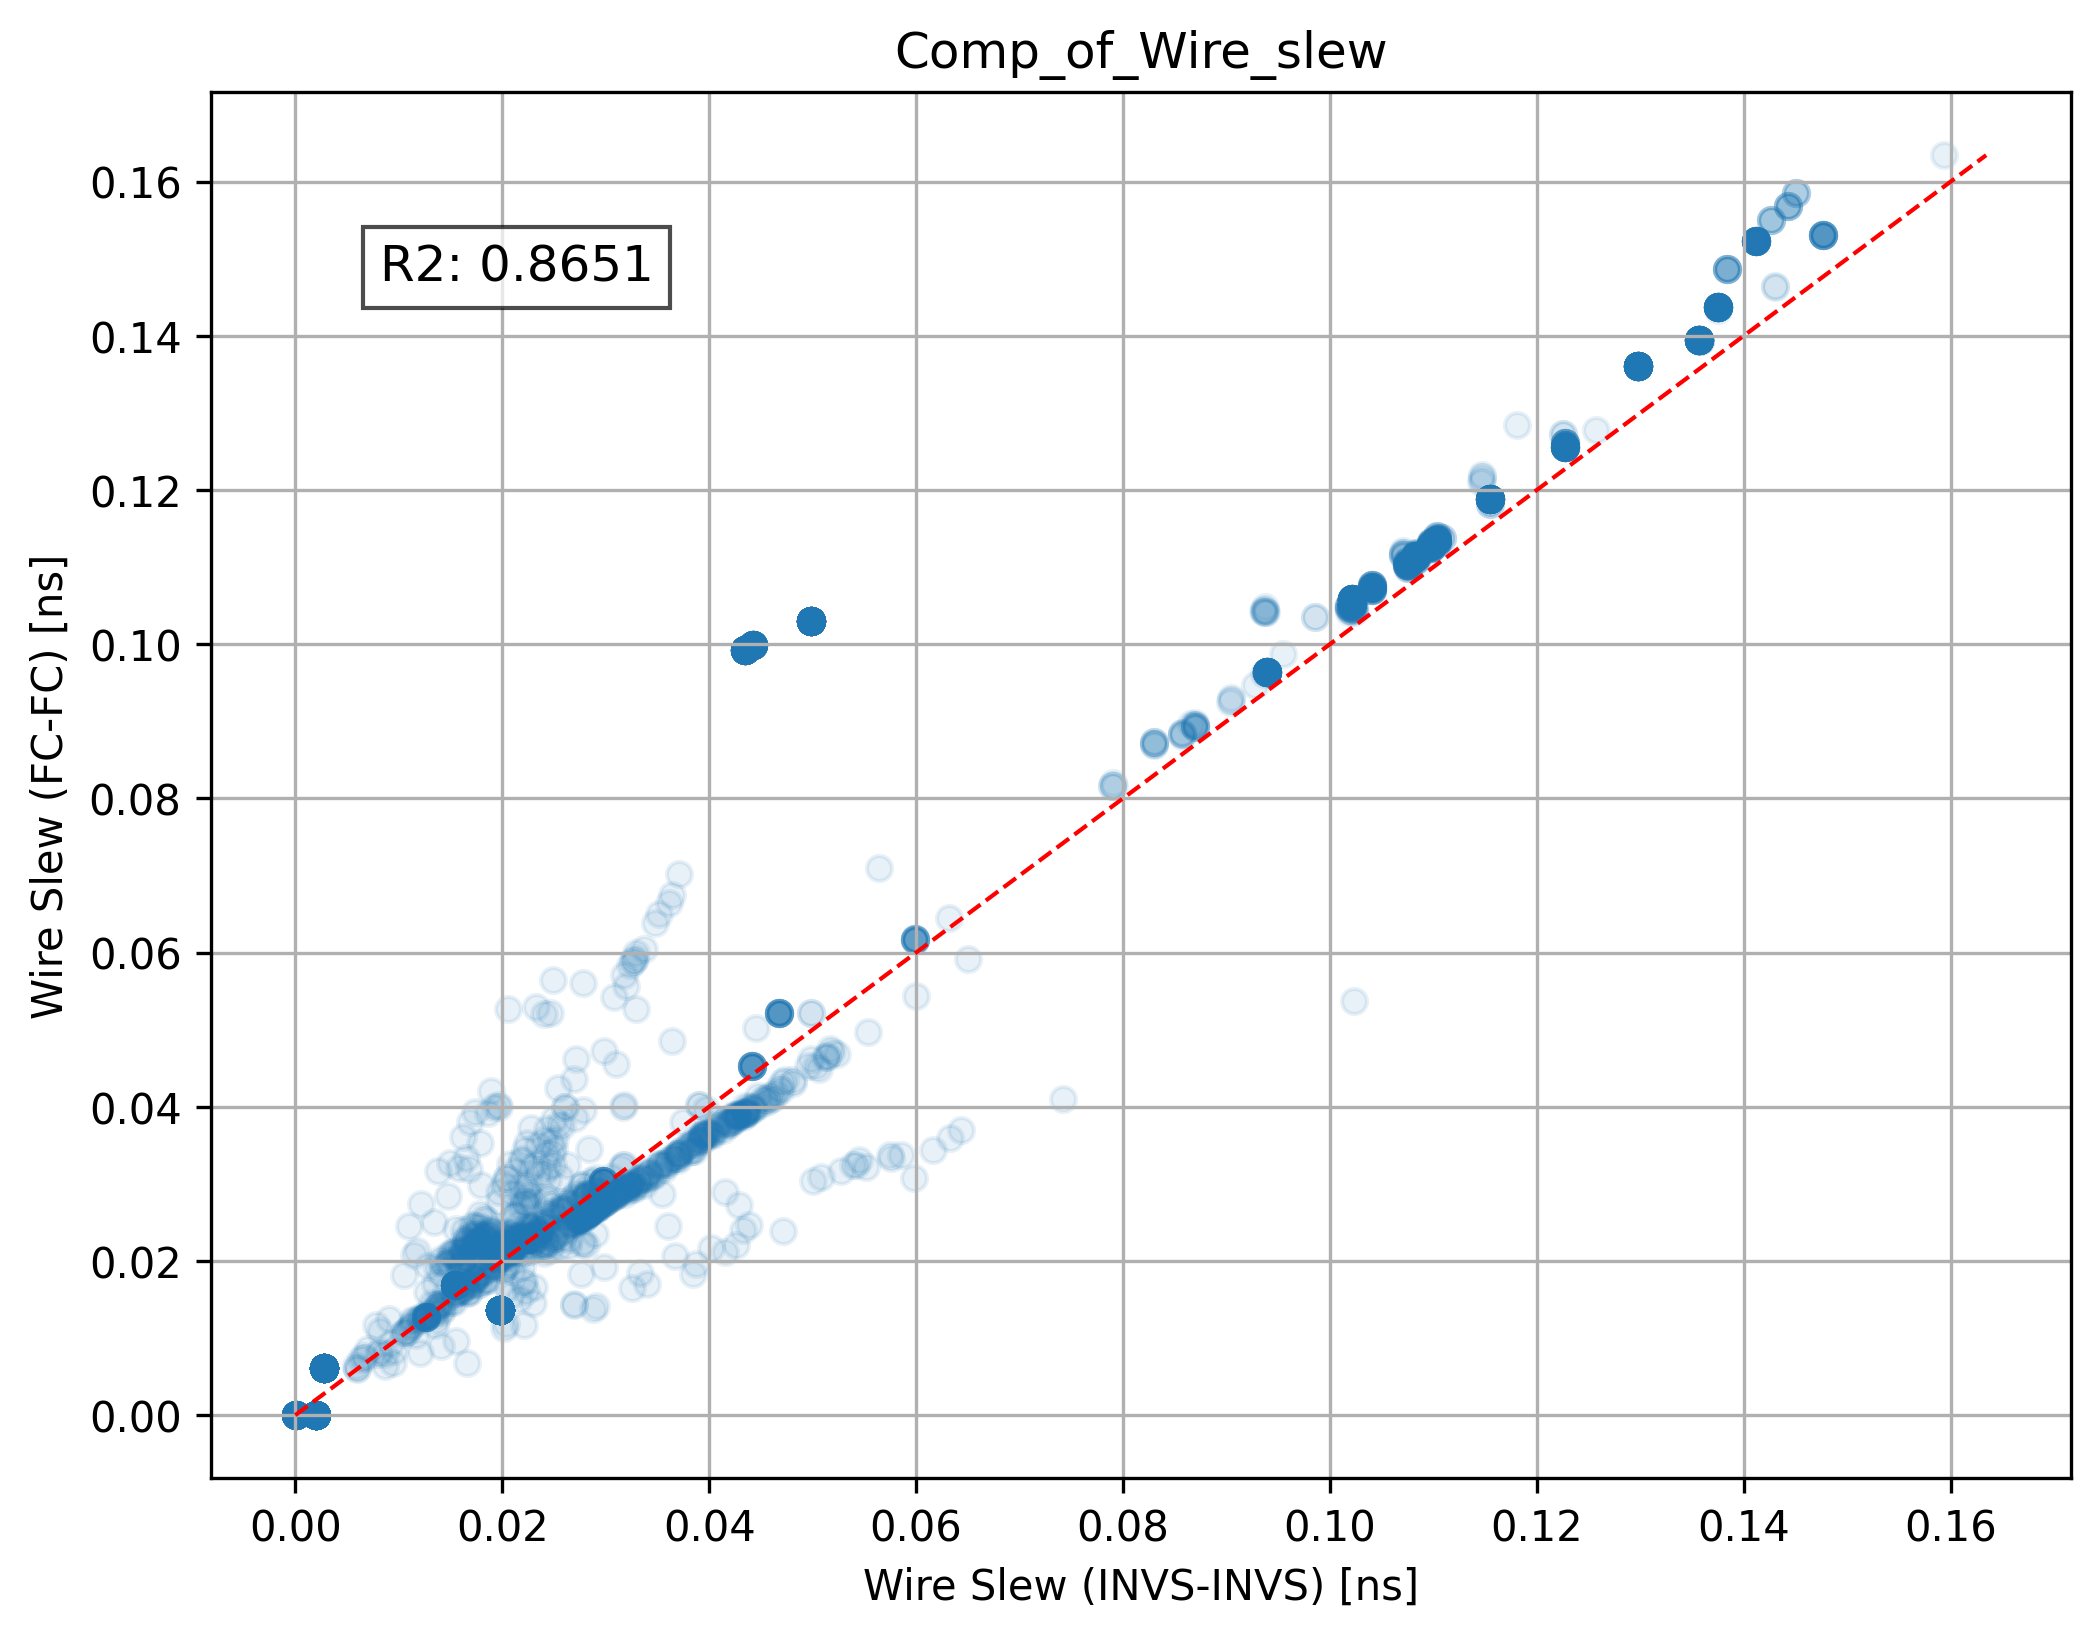 Comp_of_Wire_slew
Wire Slew (FC-FC) [ns]
0.16
0.14
0.12
0.10
0.08
0.06
0.04
0.02
0.00
R2: 0.8651
0.00 0.02 0.04 0.06 0.08 0.10 0.12 0.14 0.16
Wire Slew (INVS-INVS) [ns]